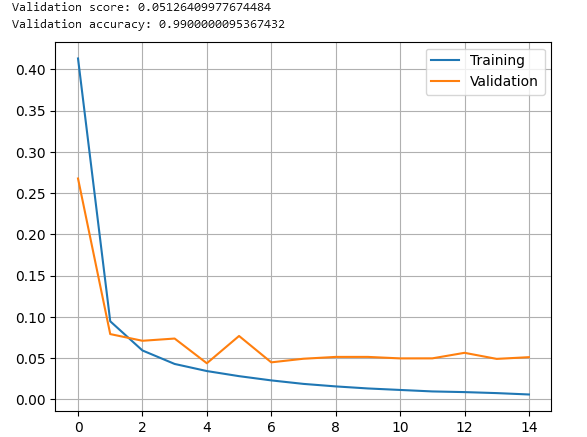 Validation score: 0.05126409977674484
Validation accuracy: 0.9900000095367432
Training
Validation
0.40
0.35
0.30
0.25
0.20
0.15
0.10
0.05
0.00
0 2 4 6 8 10 12 14